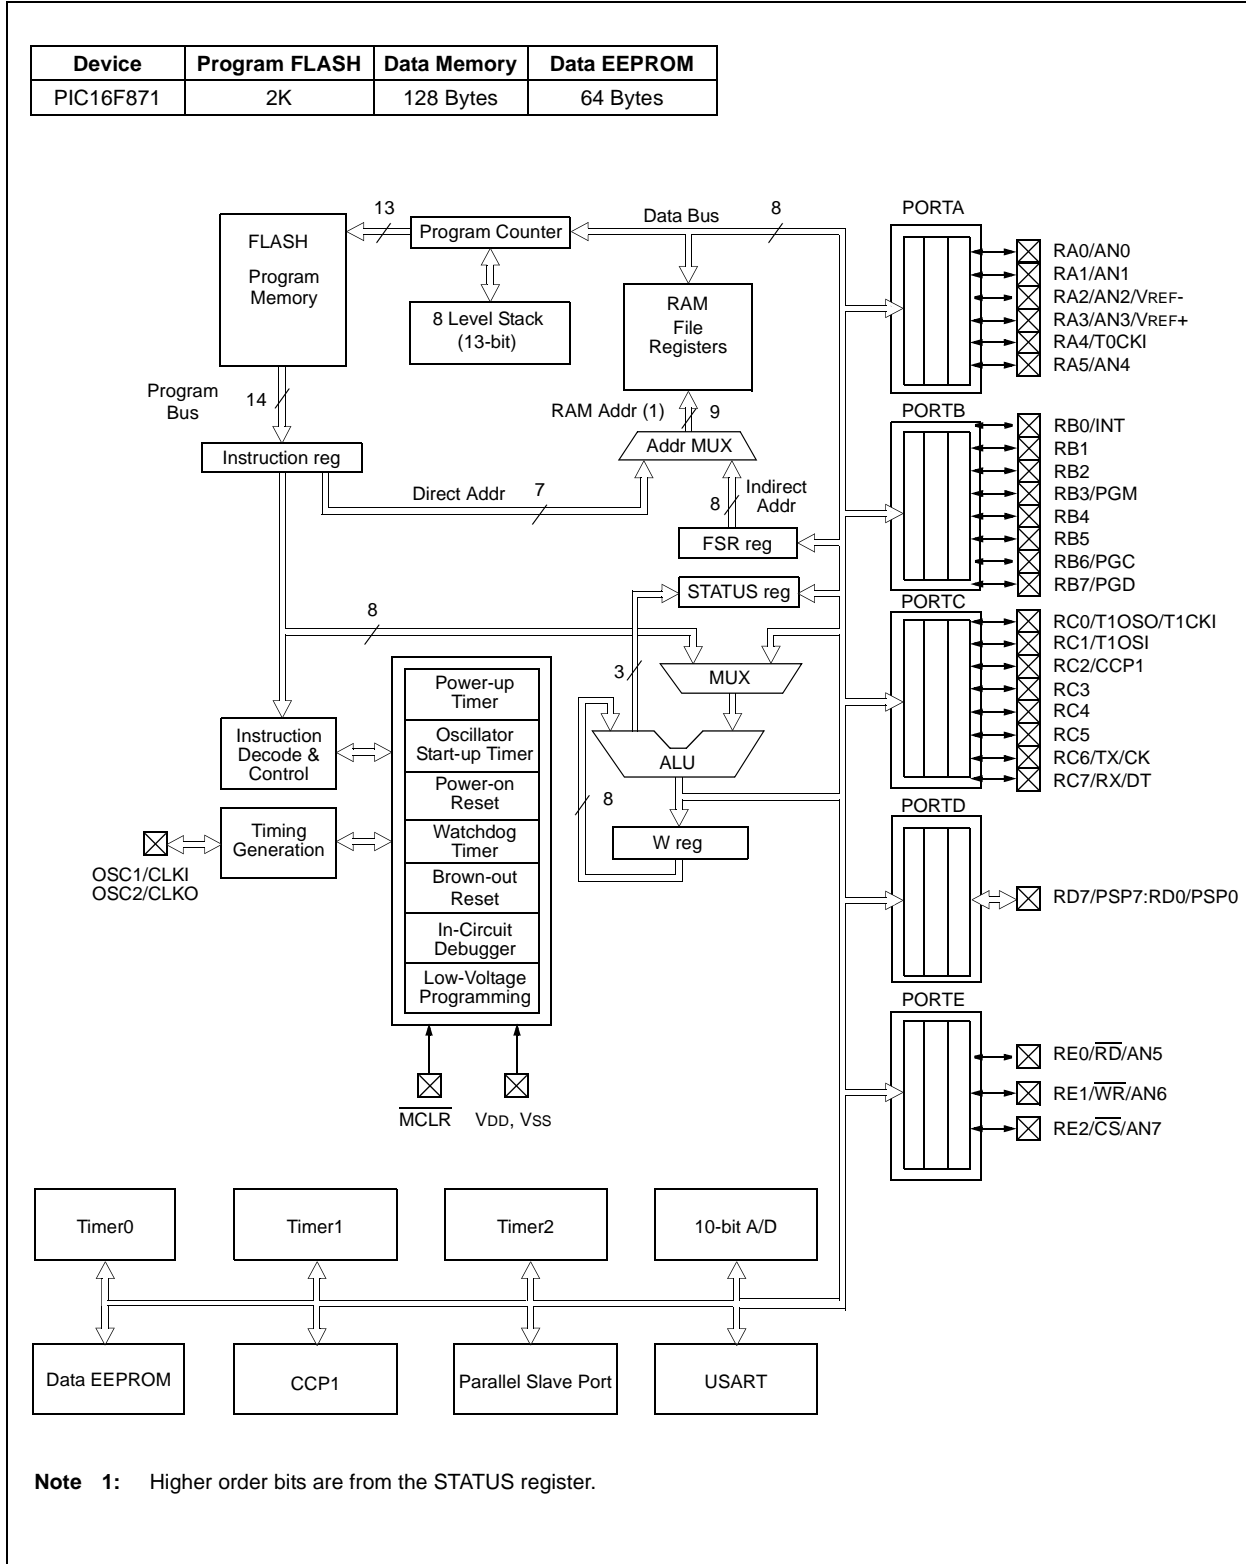 Device Program FLASH Data Memory Data EEPROM
PIC16F871 2K 128 Bytes 64 Bytes
FLASH
Program
Memory
13
Program Counter
Data Bus
8
8 Level Stack
(13-bit)
RAM
File
Registers
Program
Bus
14
RAM Addr (1)
9
Instruction reg
Addr MUX
Direct Addr
7
8
Indirect
Addr
FSR reg
STATUS reg
8
3
MUX
ALU
8
W reg
Power-up
Timer
Oscillator
Start-up Timer
Power-on
Reset
Watchdog
Timer
Brown-out
Reset
In-Circuit
Debugger
Low-Voltage
Programming
Instruction
Decode &
Control
Timing
Generation
OSC1/CLKI
OSC2/CLKO
MCLR
VDD, VSS
PORTA
RA0/AN0
RA1/AN1
RA2/AN2/VREF-
RA3/AN3/VREF+
RA4/T0CKI
RA5/AN4
PORTB
RB0/INT
RB1
RB2
RB3/PGM
RB4
RB5
RB6/PGC
RB7/PGD
PORTC
RC0/T1OSO/T1CKI
RC1/T1OSI
RC2/CCP1
RC3
RC4
RC5
RC6/TX/CK
RC7/RX/DT
PORTD
RD7/PSP7:RD0/PSP0
PORTE
RE0/RD/AN5
RE1/WR/AN6
RE2/CS/AN7
Timer0
Timer1
Timer2
10-bit A/D
Data EEPROM
CCP1
Parallel Slave Port
USART
Note 1: Higher order bits are from the STATUS register.